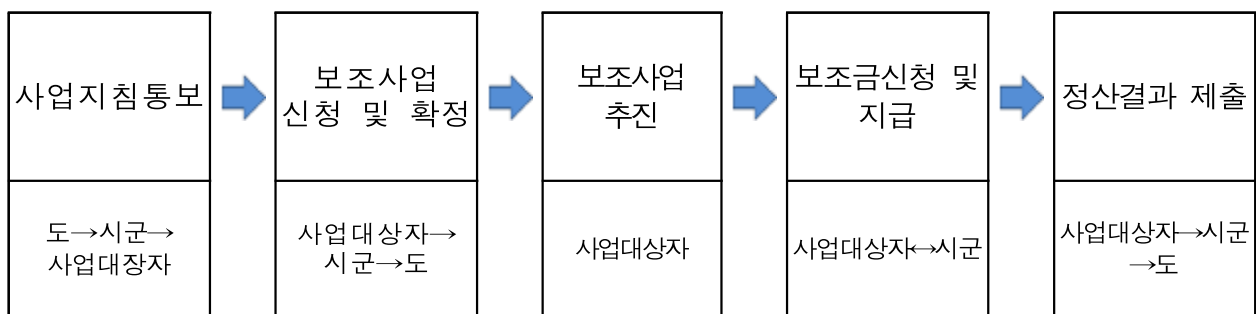 사업지침통보
보조사업
신청 및 확정
보조사업
추진
보조금신청 및
지급
정산결과 제출
도→시군→
사업대장자
사업대상자→
시군→도
사업대상자
사업대상자↔시군
사업대상자→시군
→도